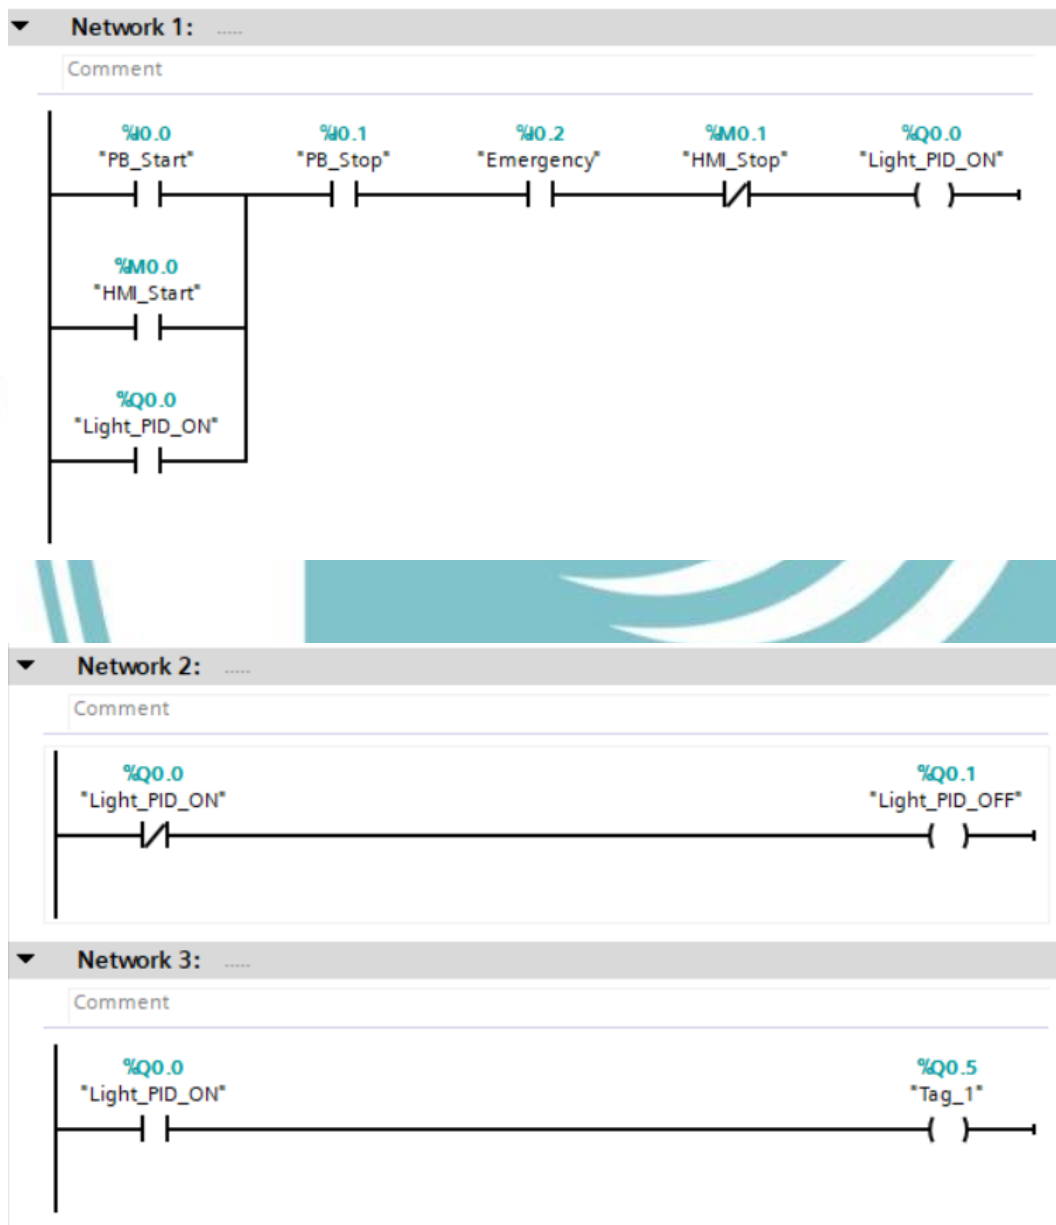 Network 1: .....
Comment
%I0.0 %I0.1 %I0.2 %M0.1 %Q0.0
"PB_Start" "PB_Stop" "Emergency" "HMI_Stop" "Light_PID_ON"
%M0.0
"HMI_Start"
%Q0.0
"Light_PID_ON"
Network 2: .....
Comment
%Q0.0 %Q0.1
"Light_PID_ON" "Light_PID_OFF"
Network 3: .....
Comment
%Q0.0 %Q0.5
"Light_PID_ON" "Tag_1"